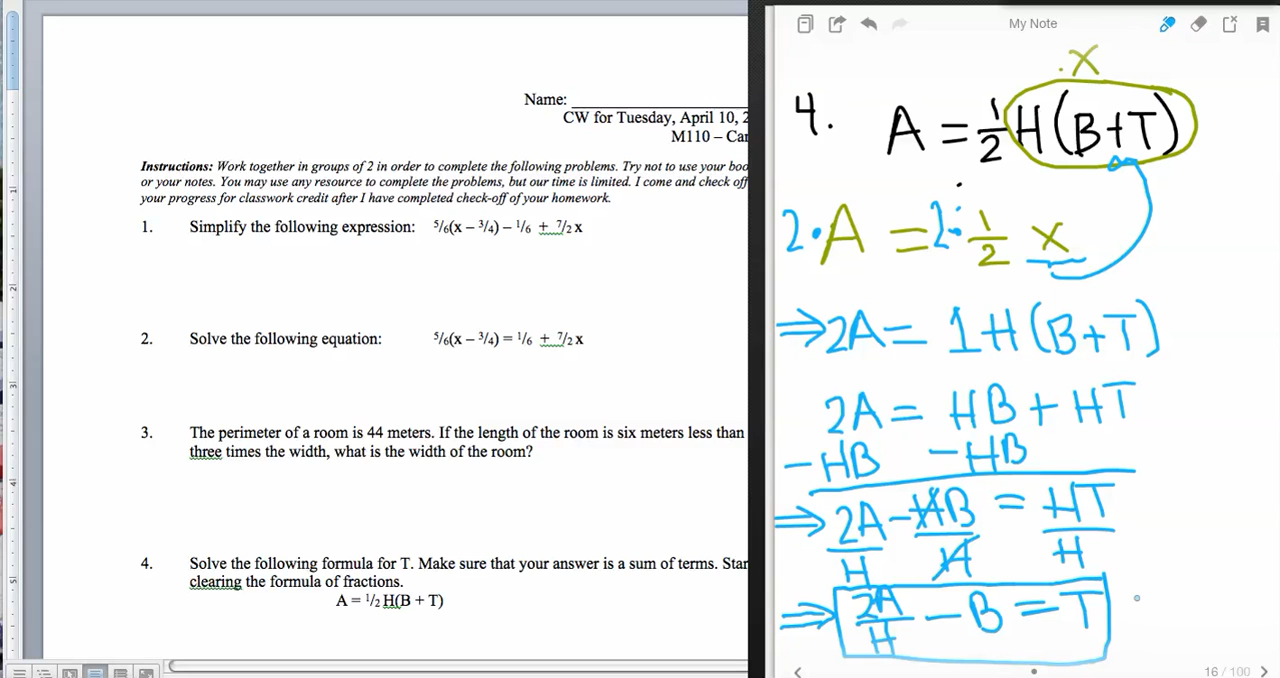 Name: ____________________
CW for Tuesday, April 10, 2
M110 – Ca
Instructions: Work together in groups of 2 in order to complete the following problems. Try not to use your boo
or your notes. You may use any resource to complete the problems, but our time is limited. I come and check off
your progress for classwork credit after I have completed check-off of your homework.
1. Simplify the following expression: 5/6(x – 3/4) – 1/6 + 7/2 x
2. Solve the following equation: 5/6(x – 3/4) = 1/6 + 7/2 x
3. The perimeter of a room is 44 meters. If the length of the room is six meters less than
three times the width, what is the width of the room?
4. Solve the following formula for T. Make sure that your answer is a sum of terms. Star
clearing the formula of fractions.
A = 1/2 H(B + T)
My Note
x
4. A = 1/2 H(B+T)
2·A = 2·1/2 x
⇒2A = 1H(B+T)
2A = HB + HT
-HB -HB
⇒ 2A/H - HB/H = HT/H
⇒ 2A/H - B = T
16 / 100